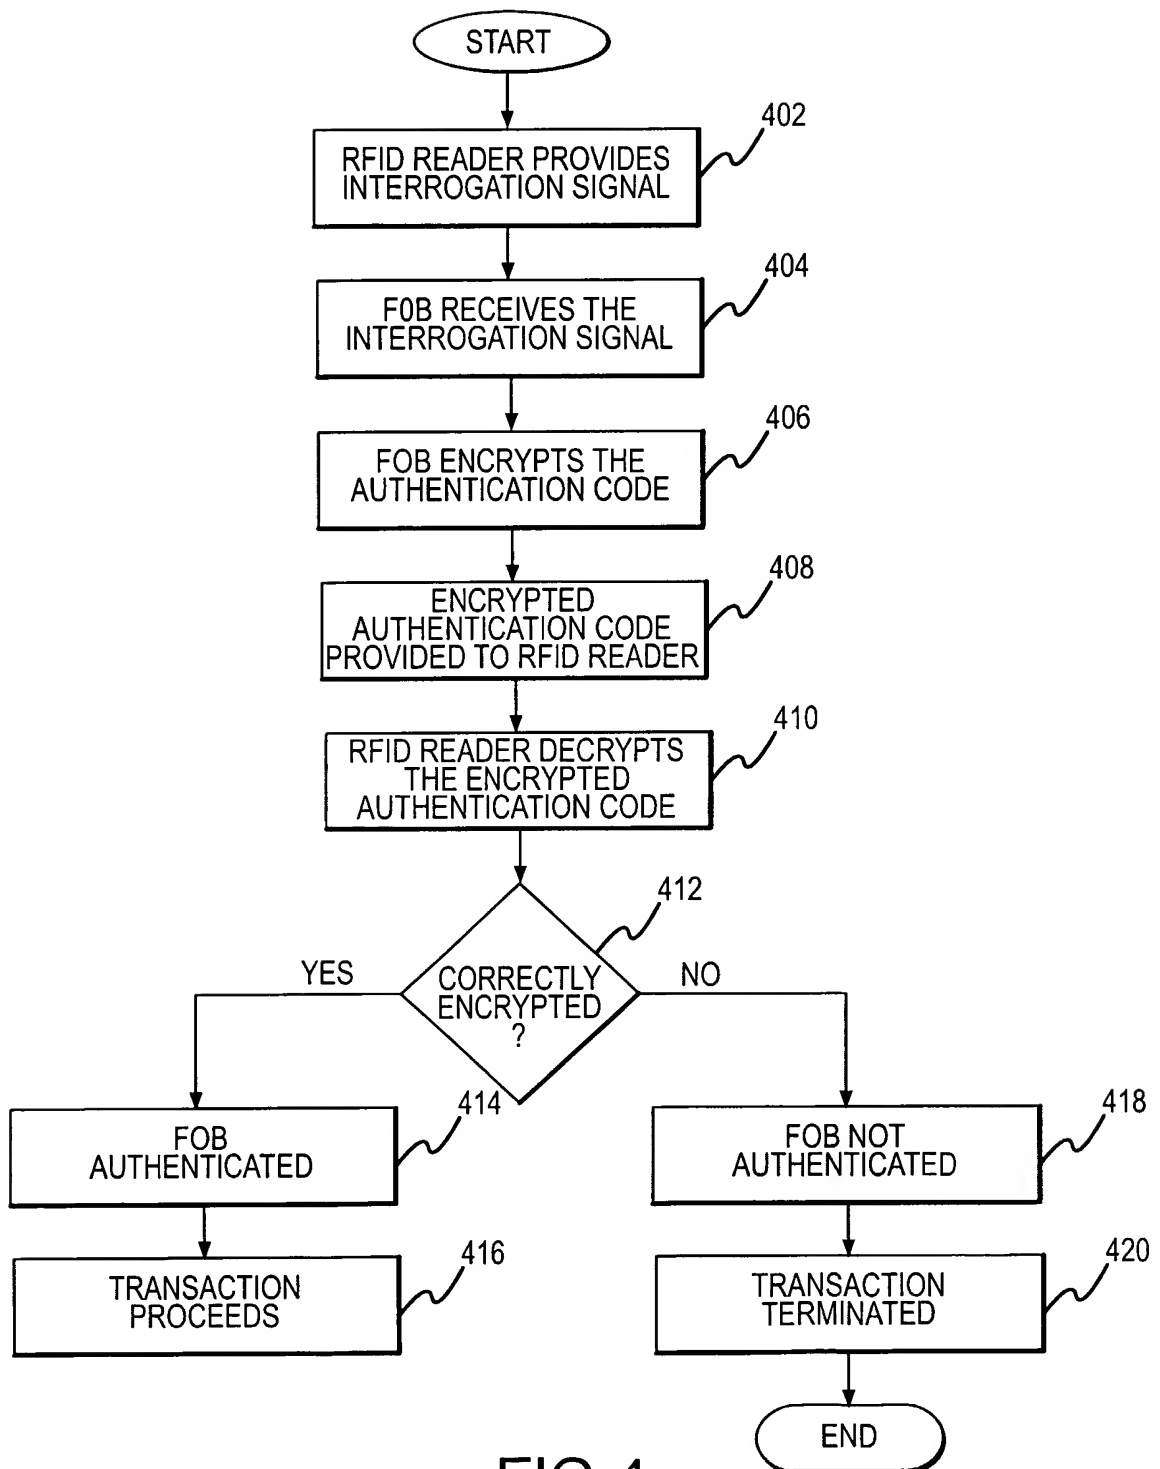 START
402
RFID READER PROVIDES
INTERROGATION SIGNAL
404
F0B RECEIVES THE
INTERROGATION SIGNAL
406
FOB ENCRYPTS THE
AUTHENTICATION CODE
408
ENCRYPTED
AUTHENTICATION CODE
PROVIDED TO RFID READER
410
RFID READER DECRYPTS
THE ENCRYPTED
AUTHENTICATION CODE
412
YES
CORRECTLY
ENCRYPTED
?
NO
414
FOB
AUTHENTICATED
418
FOB NOT
AUTHENTICATED
416
TRANSACTION
PROCEEDS
420
TRANSACTION
TERMINATED
END
FIG.4